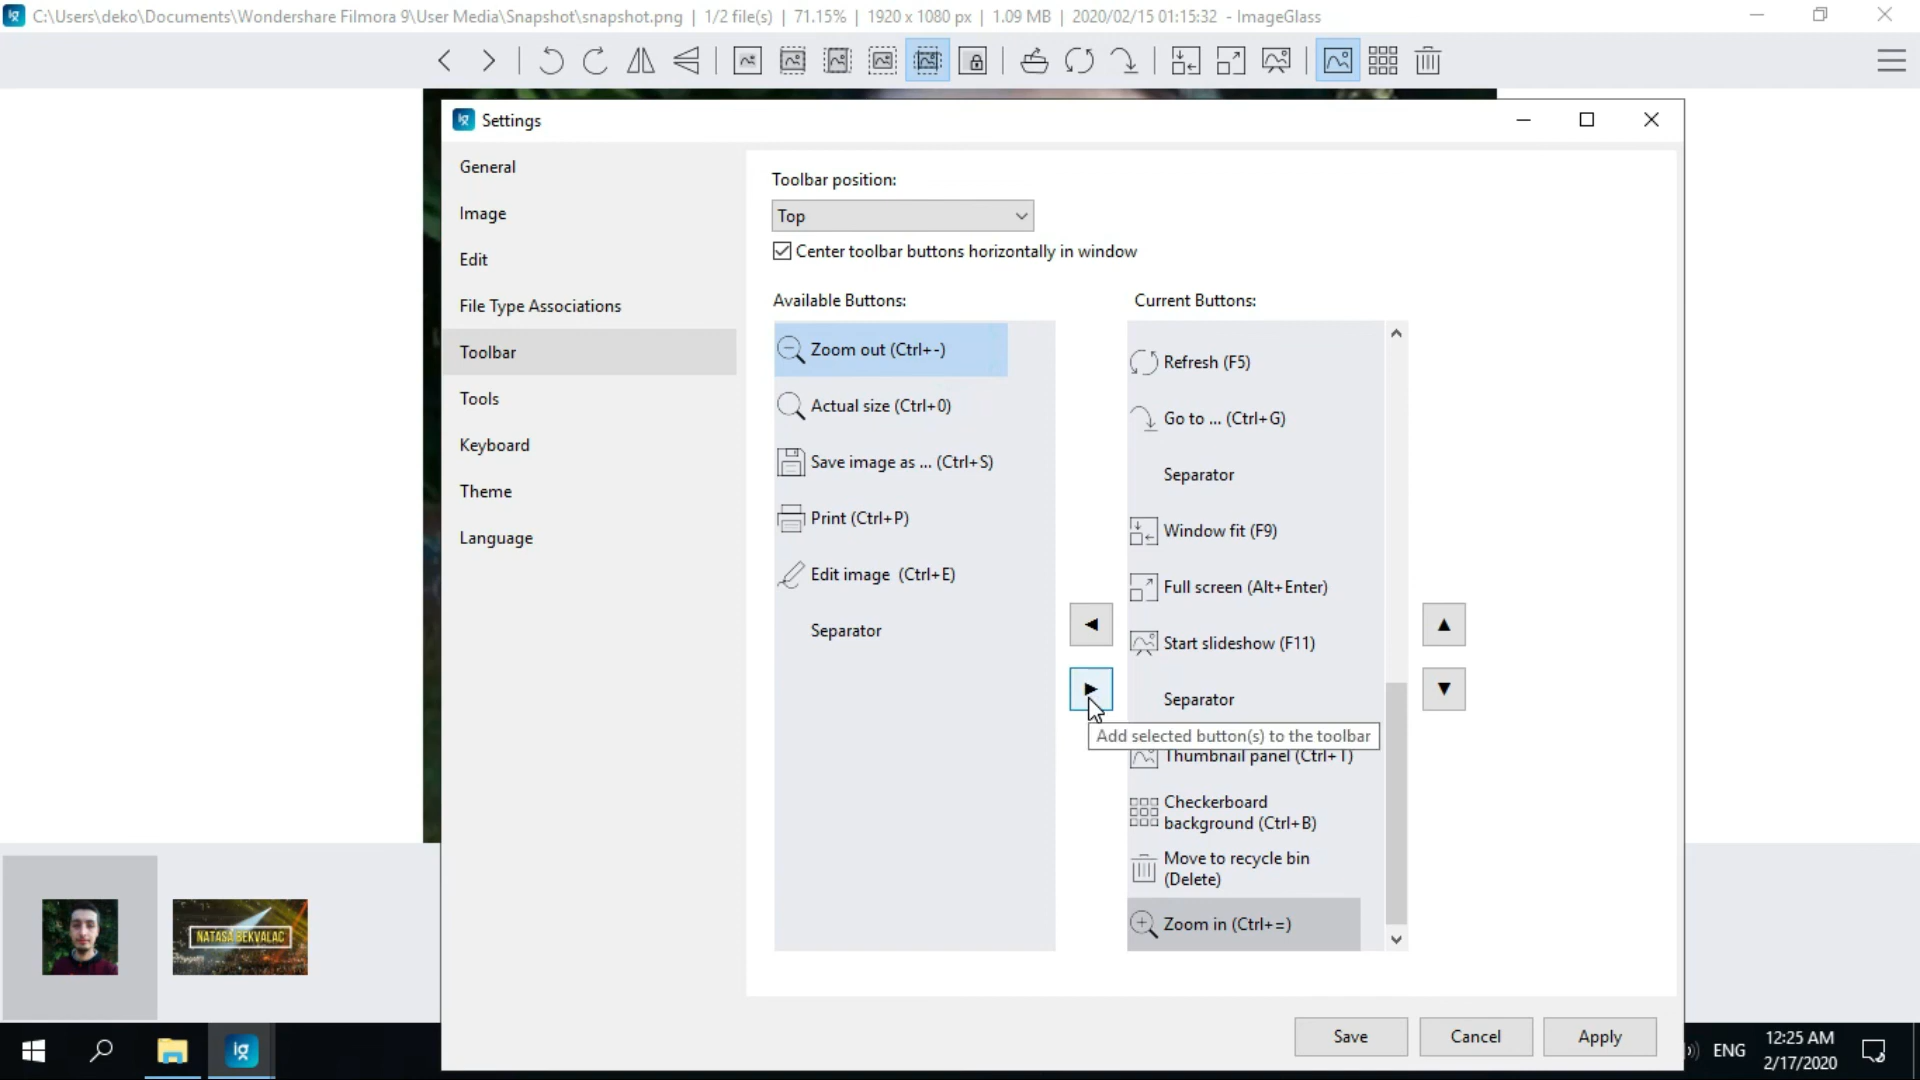 C:\Users\deko\Documents\Wondershare Filmora 9\User Media\Snapshot\snapshot.png | 1/2 file(s) | 71.15% | 1920 x 1080 px | 1.09 MB | 2020/02/15 01:15:32 - ImageGlass
Settings
General
Image
Edit
File Type Associations
Toolbar
Tools
Keyboard
Theme
Language
Toolbar position:
Top
Center toolbar buttons horizontally in window
Available Buttons:
Zoom out (Ctrl+-)
Actual size (Ctrl+0)
Save image as ... (Ctrl+S)
Print (Ctrl+P)
Edit image (Ctrl+E)
Separator
Current Buttons:
Refresh (F5)
Go to ... (Ctrl+G)
Separator
Window fit (F9)
Full screen (Alt+Enter)
Start slideshow (F11)
Separator
Add selected button(s) to the toolbar
Thumbnail panel (Ctrl+T)
Checkerboard
background (Ctrl+B)
Move to recycle bin
(Delete)
Zoom in (Ctrl+=)
Save
Cancel
Apply
NATASA BEKVALAC
ig
ENG
12:25 AM
2/17/2020